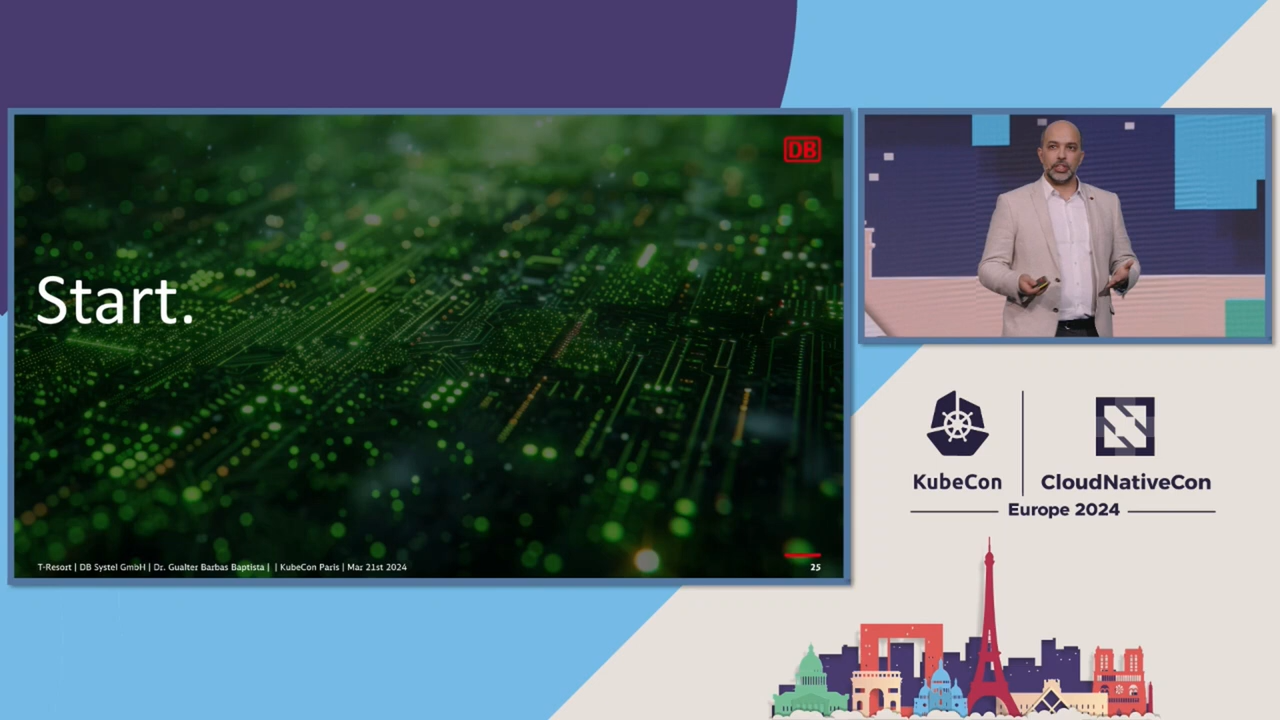 DB
Start.
T-Resort | DB Systel GmbH | Dr. Gualter Barbas Baptista | | KubeCon Paris | Mar 21st 2024
25
KubeCon
CloudNativeCon
Europe 2024